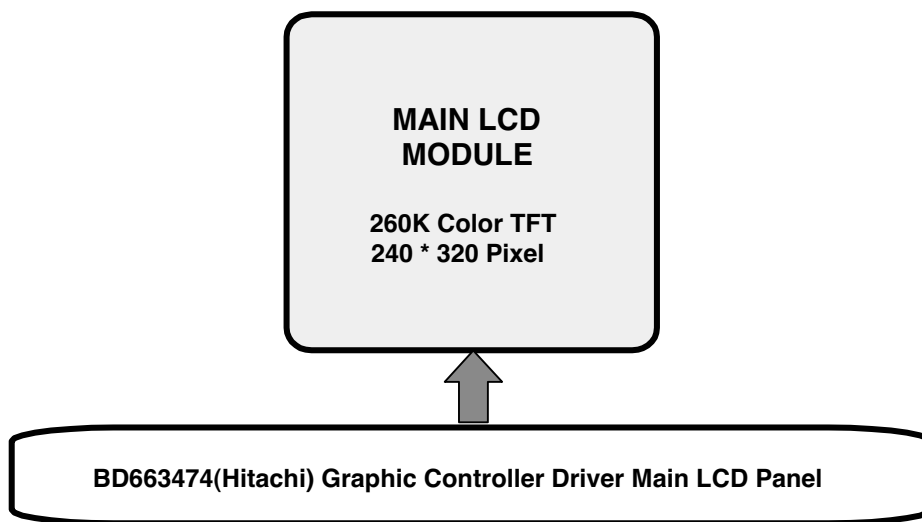 MAIN LCD
MODULE
260K Color TFT
240 * 320 Pixel
BD663474(Hitachi) Graphic Controller Driver Main LCD Panel